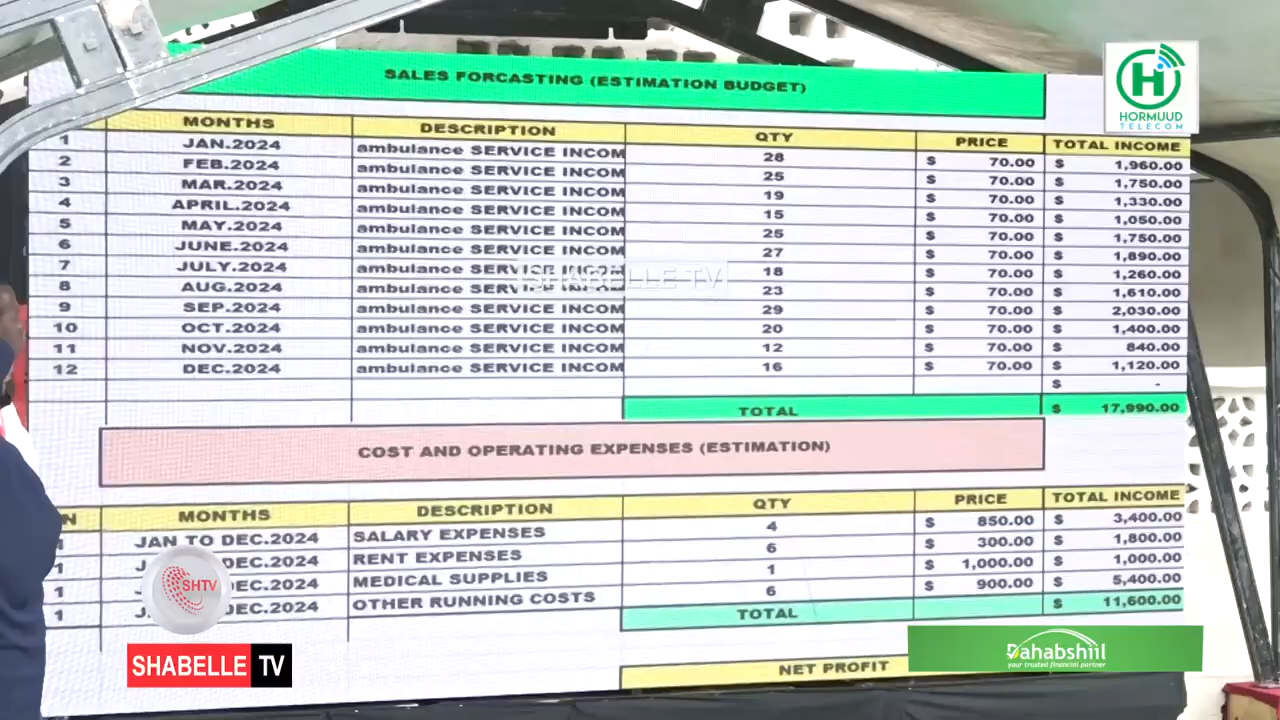 SALES FORCASTING (ESTIMATION BUDGET)
HORMUUD
TELECOM
MONTHS DESCRIPTION QTY PRICE TOTAL INCOME
1 JAN.2024 ambulance SERVICE INCOM 28 $ 70.00 $ 1,960.00
2 FEB.2024 ambulance SERVICE INCOM 25 $ 70.00 $ 1,750.00
3 MAR.2024 ambulance SERVICE INCOM 19 $ 70.00 $ 1,330.00
4 APRIL.2024 ambulance SERVICE INCOM 15 $ 70.00 $ 1,050.00
5 MAY.2024 ambulance SERVICE INCOM 25 $ 70.00 $ 1,750.00
6 JUNE.2024 ambulance SERVICE INCOM 27 $ 70.00 $ 1,890.00
7 JULY.2024 ambulance SERVICE INCOM 18 $ 70.00 $ 1,260.00
8 AUG.2024 ambulance SERVICE INCOM 23 $ 70.00 $ 1,610.00
9 SEP.2024 ambulance SERVICE INCOM 29 $ 70.00 $ 2,030.00
10 OCT.2024 ambulance SERVICE INCOM 20 $ 70.00 $ 1,400.00
11 NOV.2024 ambulance SERVICE INCOM 12 $ 70.00 $ 840.00
12 DEC.2024 ambulance SERVICE INCOM 16 $ 70.00 $ 1,120.00
$ -
TOTAL $ 17,990.00
SHABELLE TV
COST AND OPERATING EXPENSES (ESTIMATION)
N MONTHS DESCRIPTION QTY PRICE TOTAL INCOME
1 JAN TO DEC.2024 SALARY EXPENSES 4 $ 850.00 $ 3,400.00
1 DEC.2024 RENT EXPENSES 6 $ 300.00 $ 1,800.00
1 DEC.2024 MEDICAL SUPPLIES 1 $ 1,000.00 $ 1,000.00
1 DEC.2024 OTHER RUNNING COSTS 6 $ 900.00 $ 5,400.00
TOTAL $ 11,600.00
NET PROFIT
SHTV
SHABELLE TV
Dahabshiil
your trusted financial partner